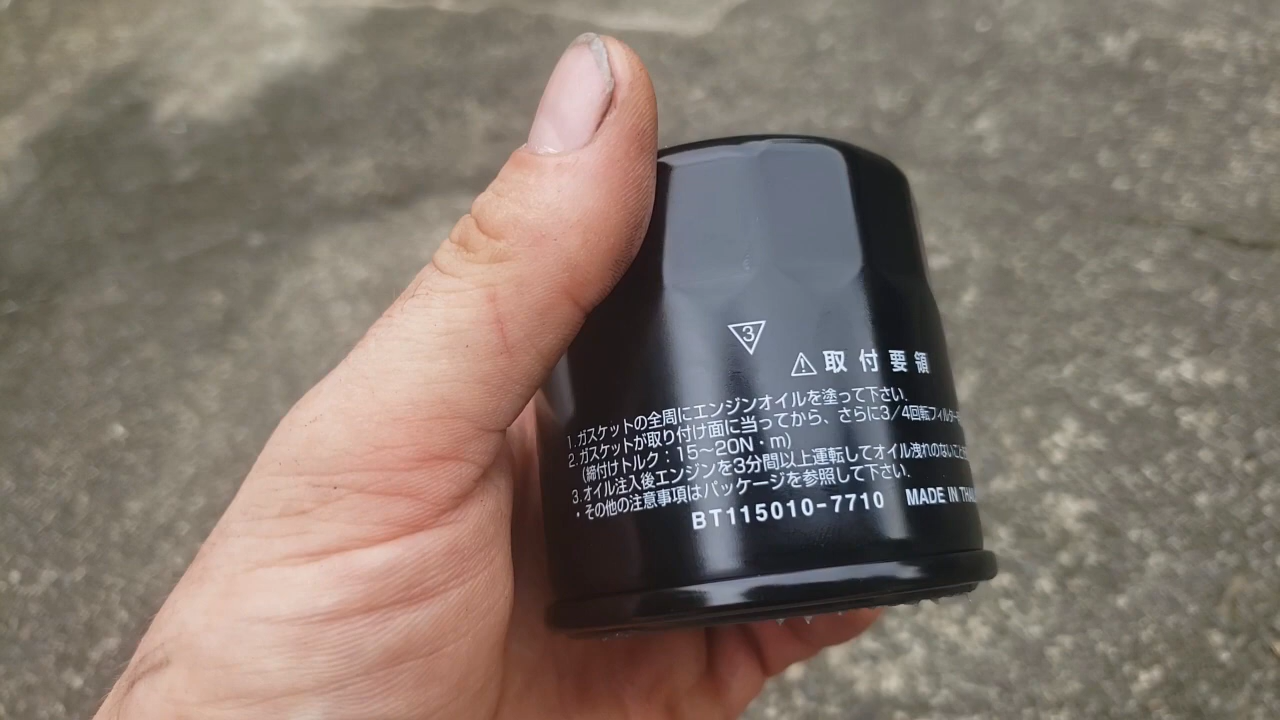 3
⚠取付要領
1.ガスケットの全周にエンジンオイルを塗って下さい.
2.ガスケットが取り付け面に当ってから、さらに3/4回転フィルター
(締付けトルク:15〜20N・m)
3.オイル注入後エンジンを3分間以上運転してオイル洩れのないこと
・その他の注意事項はパッケージを参照して下さい.
BT115010-7710 MADE IN